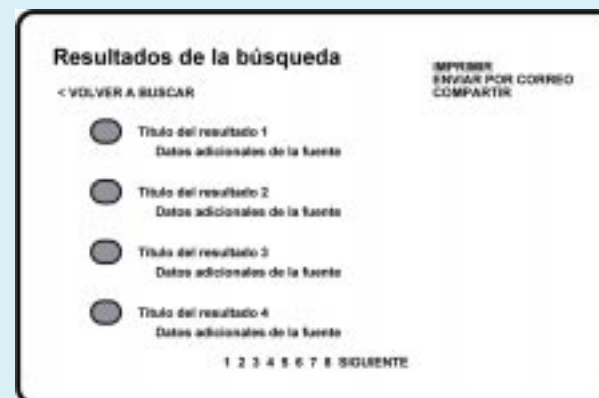 Resultados de la búsqueda
IMPRIMIR
ENVIAR POR CORREO
COMPARTIR
< VOLVER A BUSCAR
Título del resultado 1
Datos adicionales de la fuente
Título del resultado 2
Datos adicionales de la fuente
Título del resultado 3
Datos adicionales de la fuente
Título del resultado 4
Datos adicionales de la fuente
1 2 3 4 5 6 7 8 SIGUIENTE